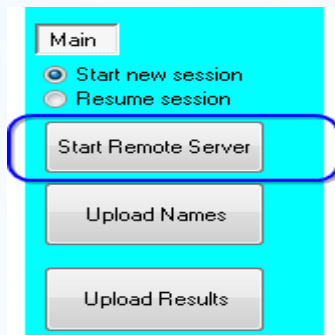 Main
Start new session
Resume session
Start Remote Server
Upload Names
Upload Results